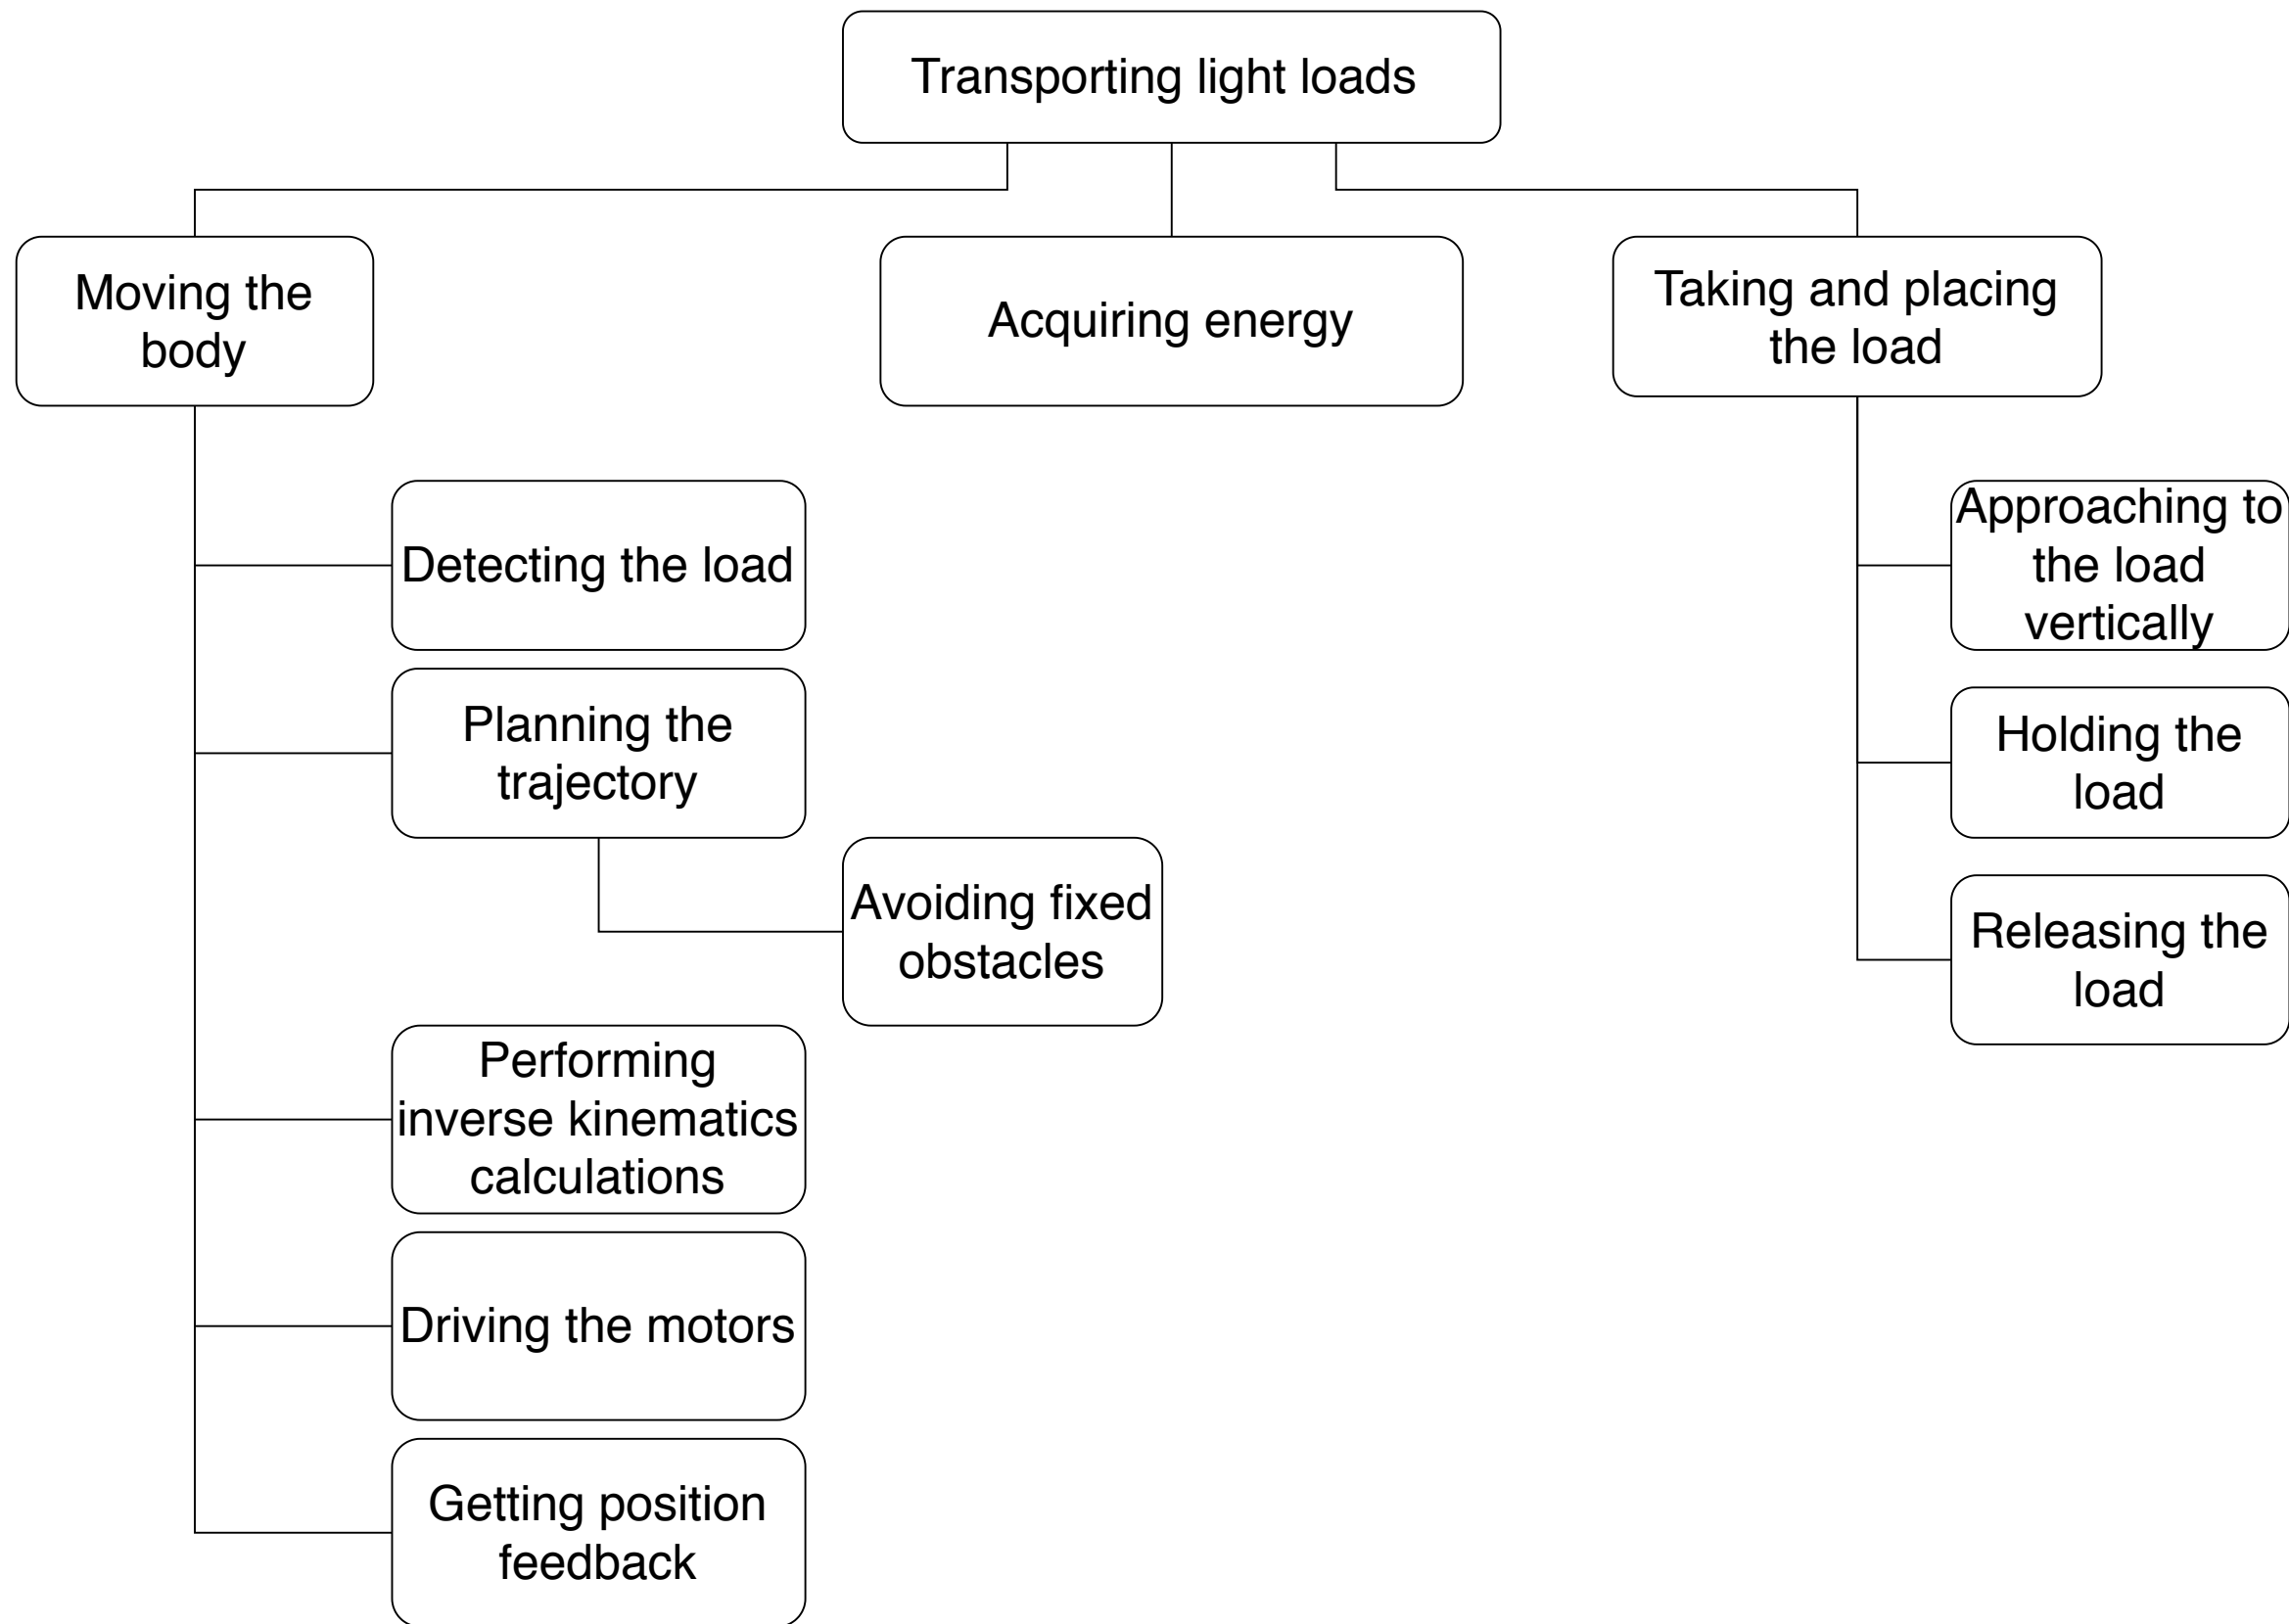 Transporting light loads
Moving the
body
Acquiring energy
Taking and placing
the load
Detecting the load
Planning the
trajectory
Avoiding fixed
obstacles
Performing
inverse kinematics
calculations
Driving the motors
Getting position
feedback
Approaching to
the load
vertically
Holding the
load
Releasing the
load